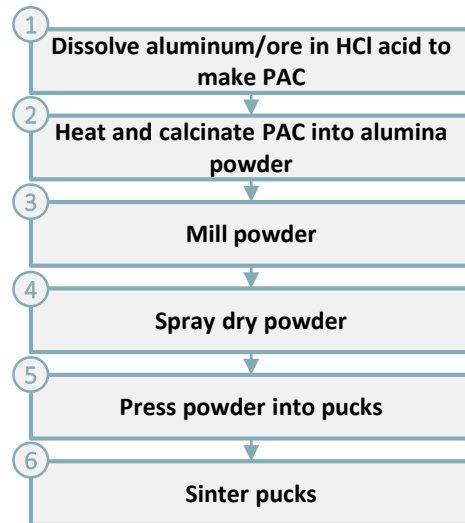 1
Dissolve aluminum/ore in HCl acid to
make PAC
2
Heat and calcinate PAC into alumina
powder
3
Mill powder
4
Spray dry powder
5
Press powder into pucks
6
Sinter pucks